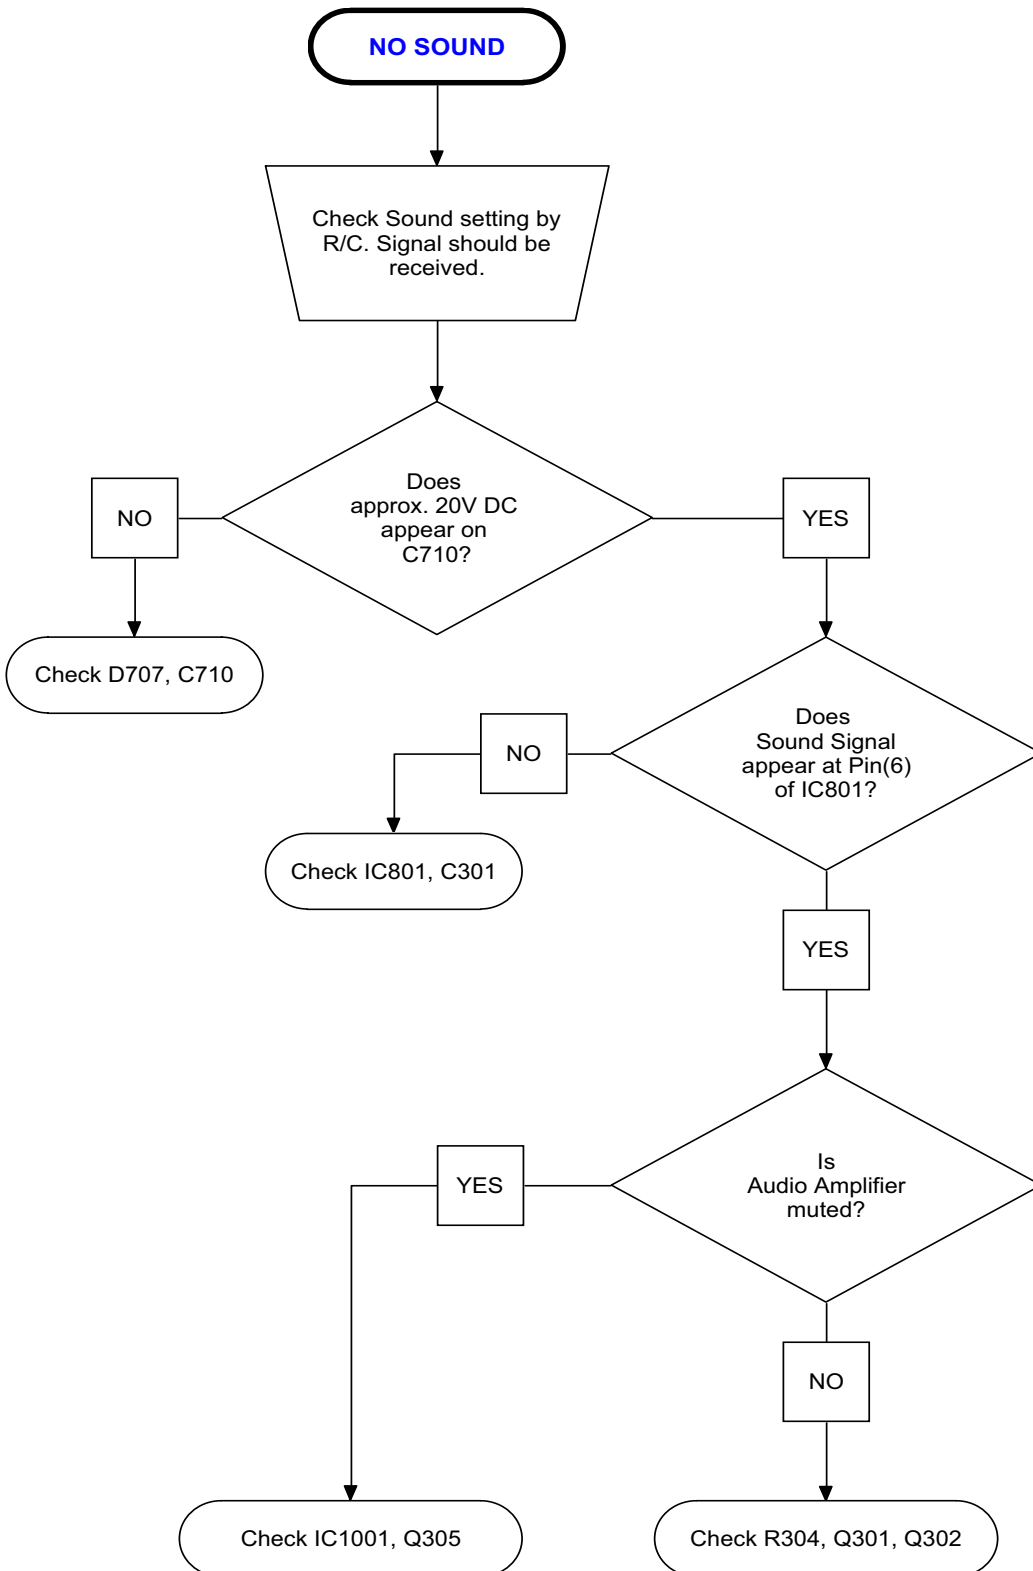 NO SOUND
Check Sound setting by
R/C. Signal should be
received.
Does
approx. 20V DC
appear on
C710?
NO
YES
Check D707, C710
Does
Sound Signal
appear at Pin(6)
of IC801?
NO
Check IC801, C301
YES
Is
Audio Amplifier
muted?
YES
NO
Check IC1001, Q305
Check R304, Q301, Q302